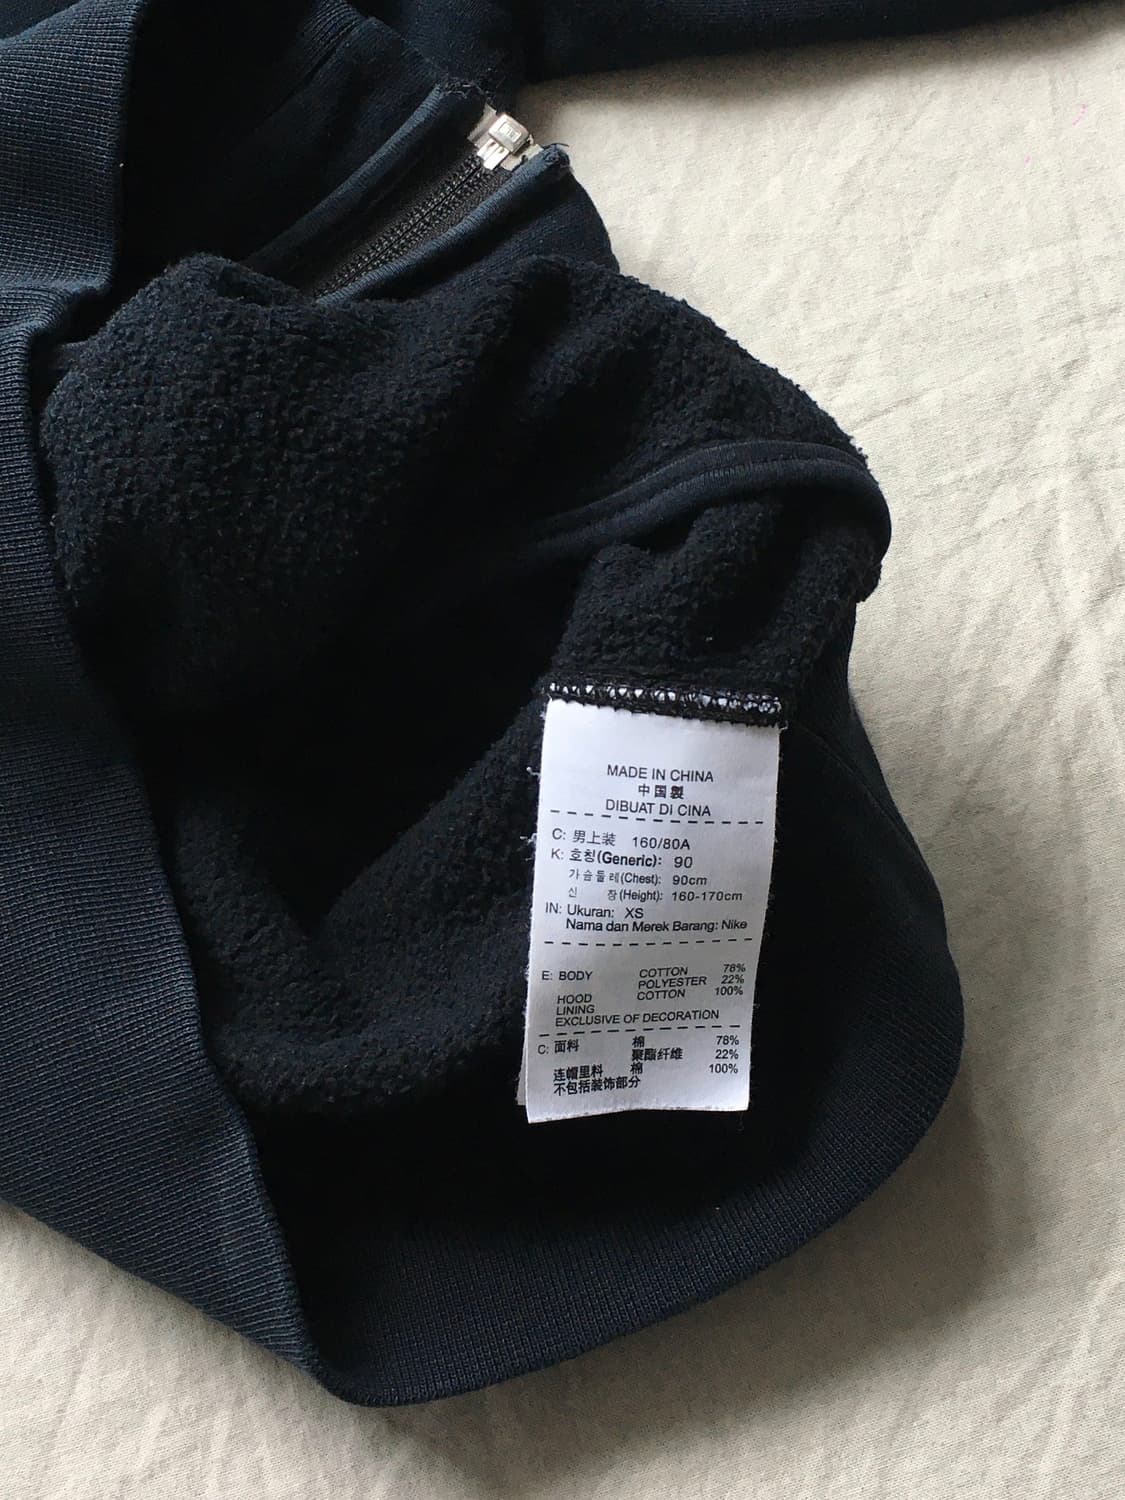 MADE IN CHINA
中国製
DIBUAT DI CINA
C: 男上装 160/80A
K: 호칭(Generic): 90
가슴둘레(Chest): 90cm
신 장(Height): 160-170cm
IN: Ukuran: XS
Nama dan Merek Barang: Nike
E: BODY COTTON 78%
POLYESTER 22%
HOOD COTTON 100%
LINING
EXCLUSIVE OF DECORATION
C: 面料 棉 78%
聚酯纤维 22%
连帽里料 棉 100%
不包括装饰部分